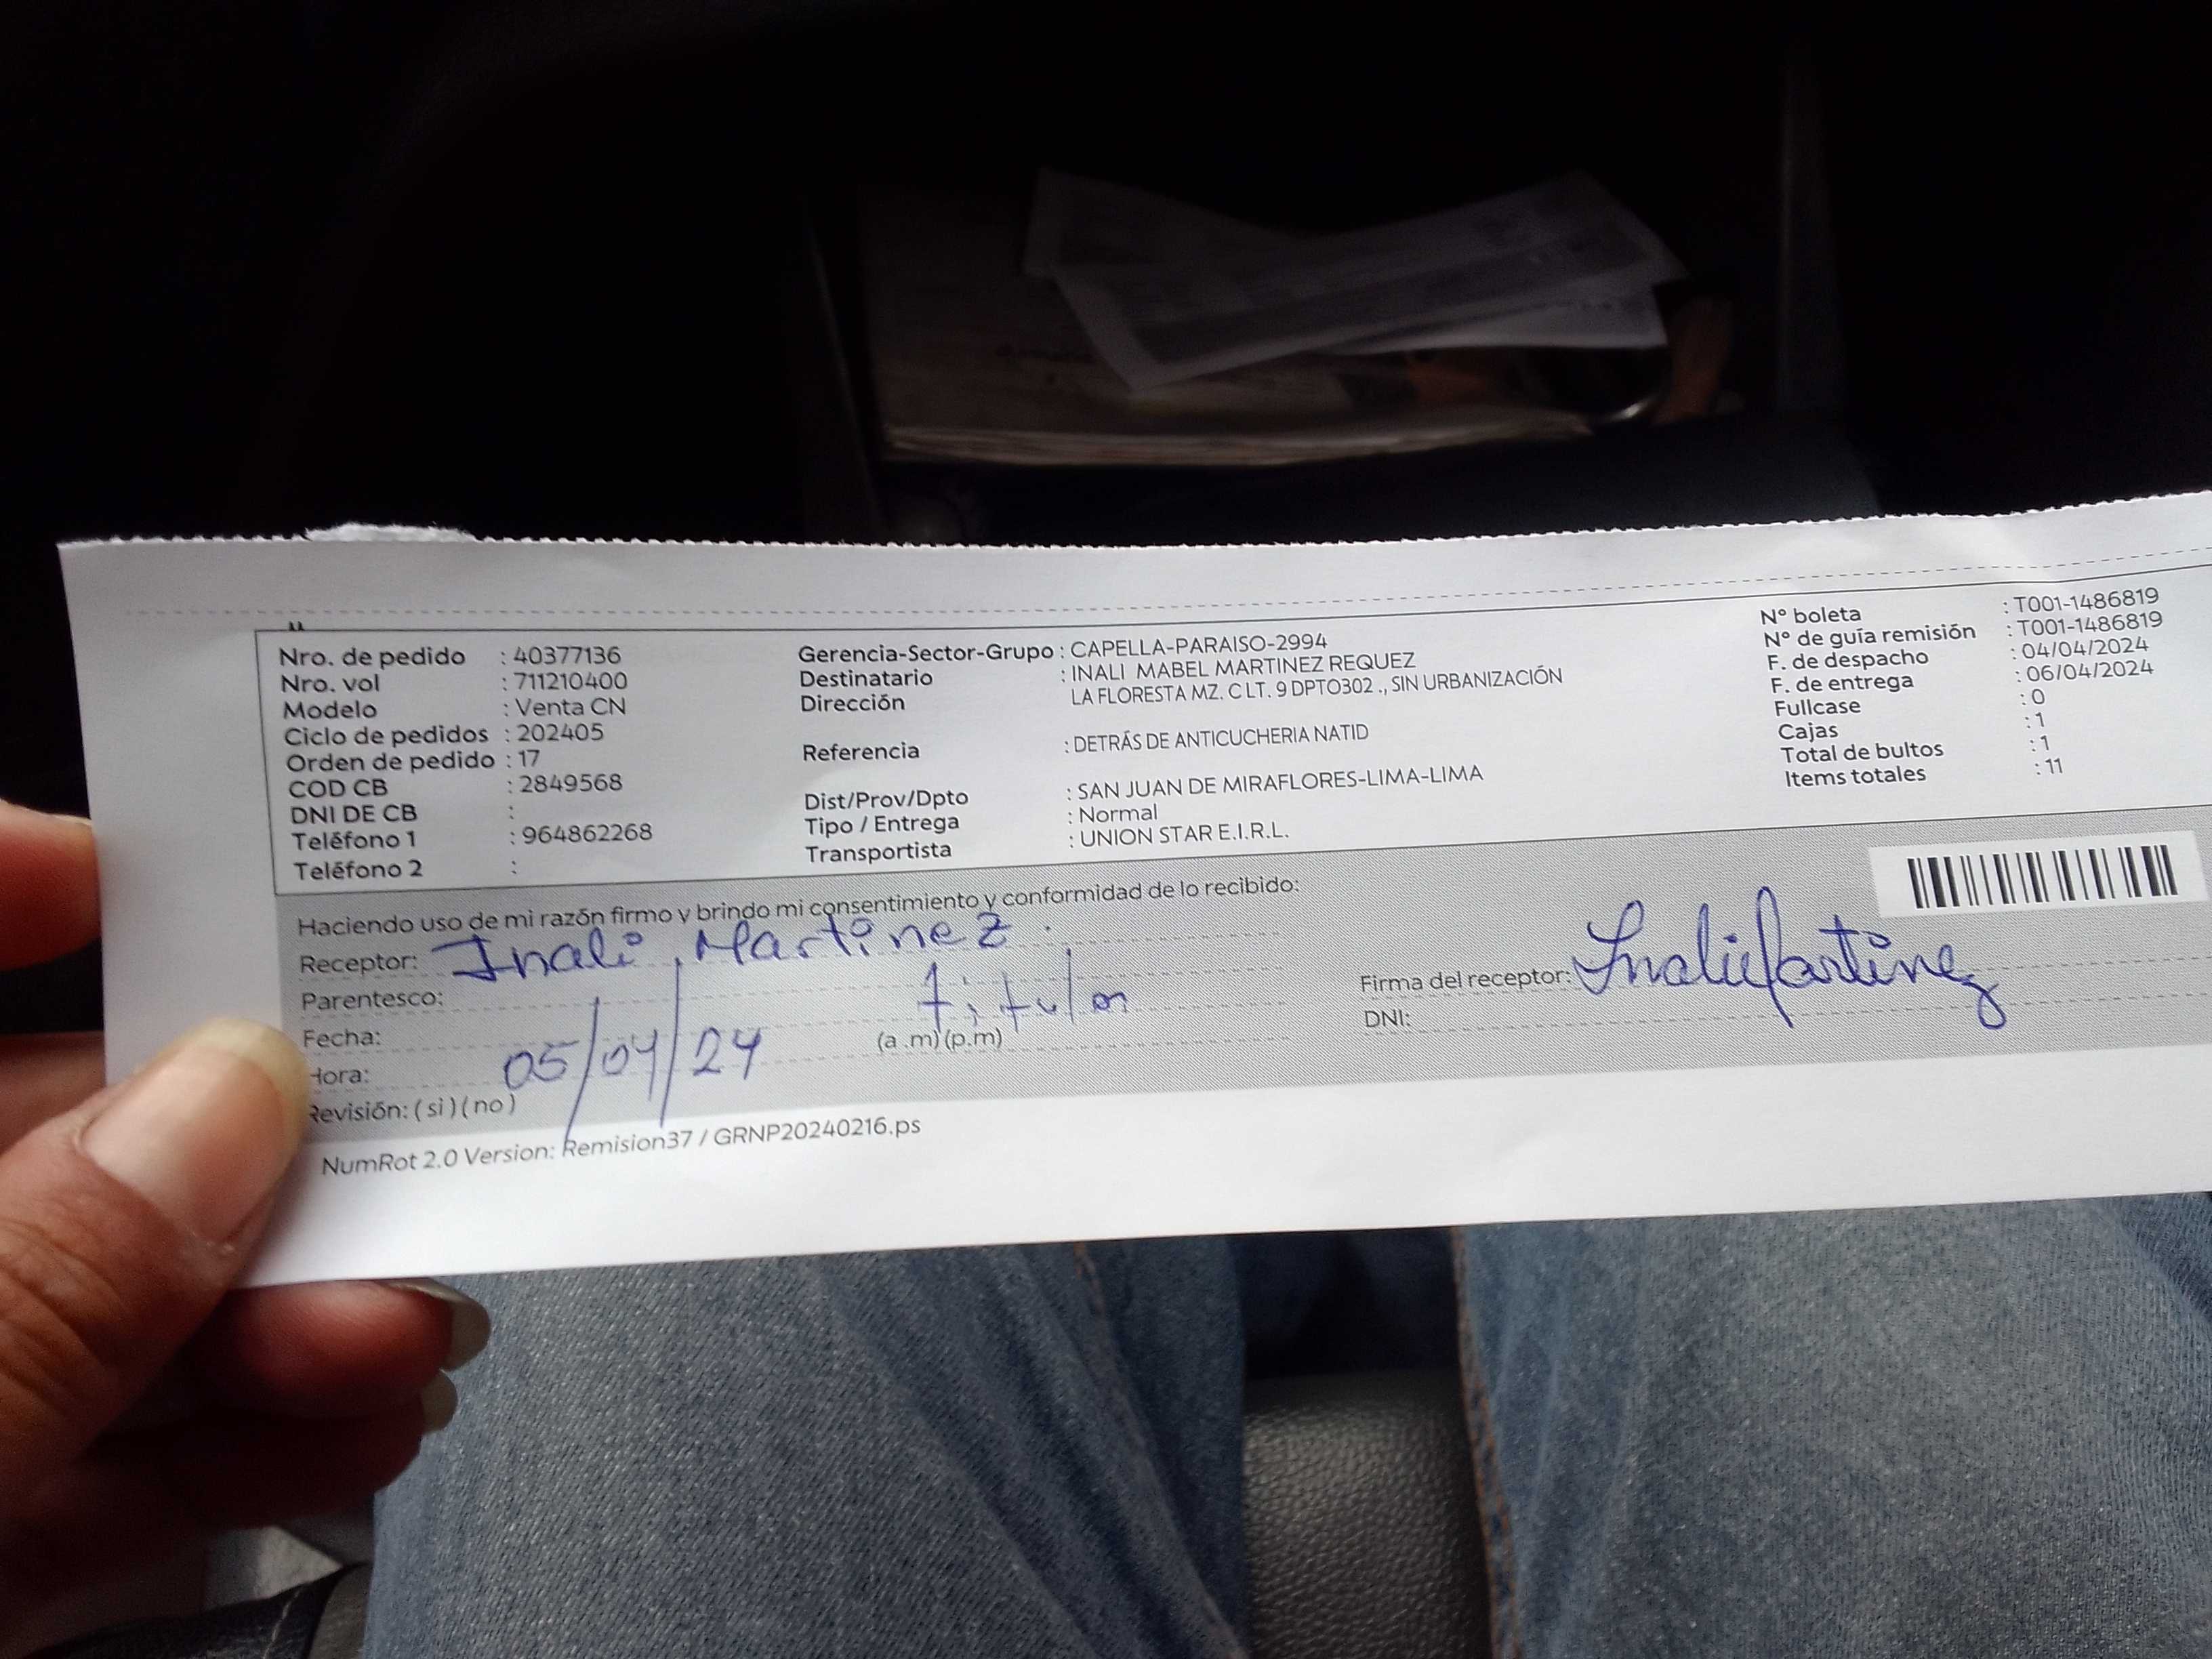 Nro. de pedido : 40377136
Nro. vol : 711210400
Modelo : Venta CN
Ciclo de pedidos : 202405
Orden de pedido : 17
COD CB : 2849568
DNI DE CB :
Teléfono 1 : 964862268
Teléfono 2 :
Gerencia-Sector-Grupo : CAPELLA-PARAISO-2994
Destinatario : INALI MABEL MARTINEZ REQUEZ
Dirección LA FLORESTA MZ. C LT. 9 DPTO302 ., SIN URBANIZACIÓN
Referencia : DETRÁS DE ANTICUCHERIA NATID
Dist/Prov/Dpto : SAN JUAN DE MIRAFLORES-LIMA-LIMA
Tipo / Entrega : Normal
Transportista : UNION STAR E.I.R.L.
N° boleta : T001-1486819
N° de guía remisión : T001-1486819
F. de despacho : 04/04/2024
F. de entrega : 06/04/2024
Fullcase : 0
Cajas : 1
Total de bultos : 1
Items totales : 11
Haciendo uso de mi razón firmo y brindo mi consentimiento y conformidad de lo recibido:
Receptor: Inali Martinez
Parentesco: titular
Fecha: 05/04/24
Hora: (a .m) (p.m)
Revisión: ( si ) ( no )
Firma del receptor: Inali Martinez
DNI:
NumRot 2.0 Version: Remision37 / GRNP20240216.ps